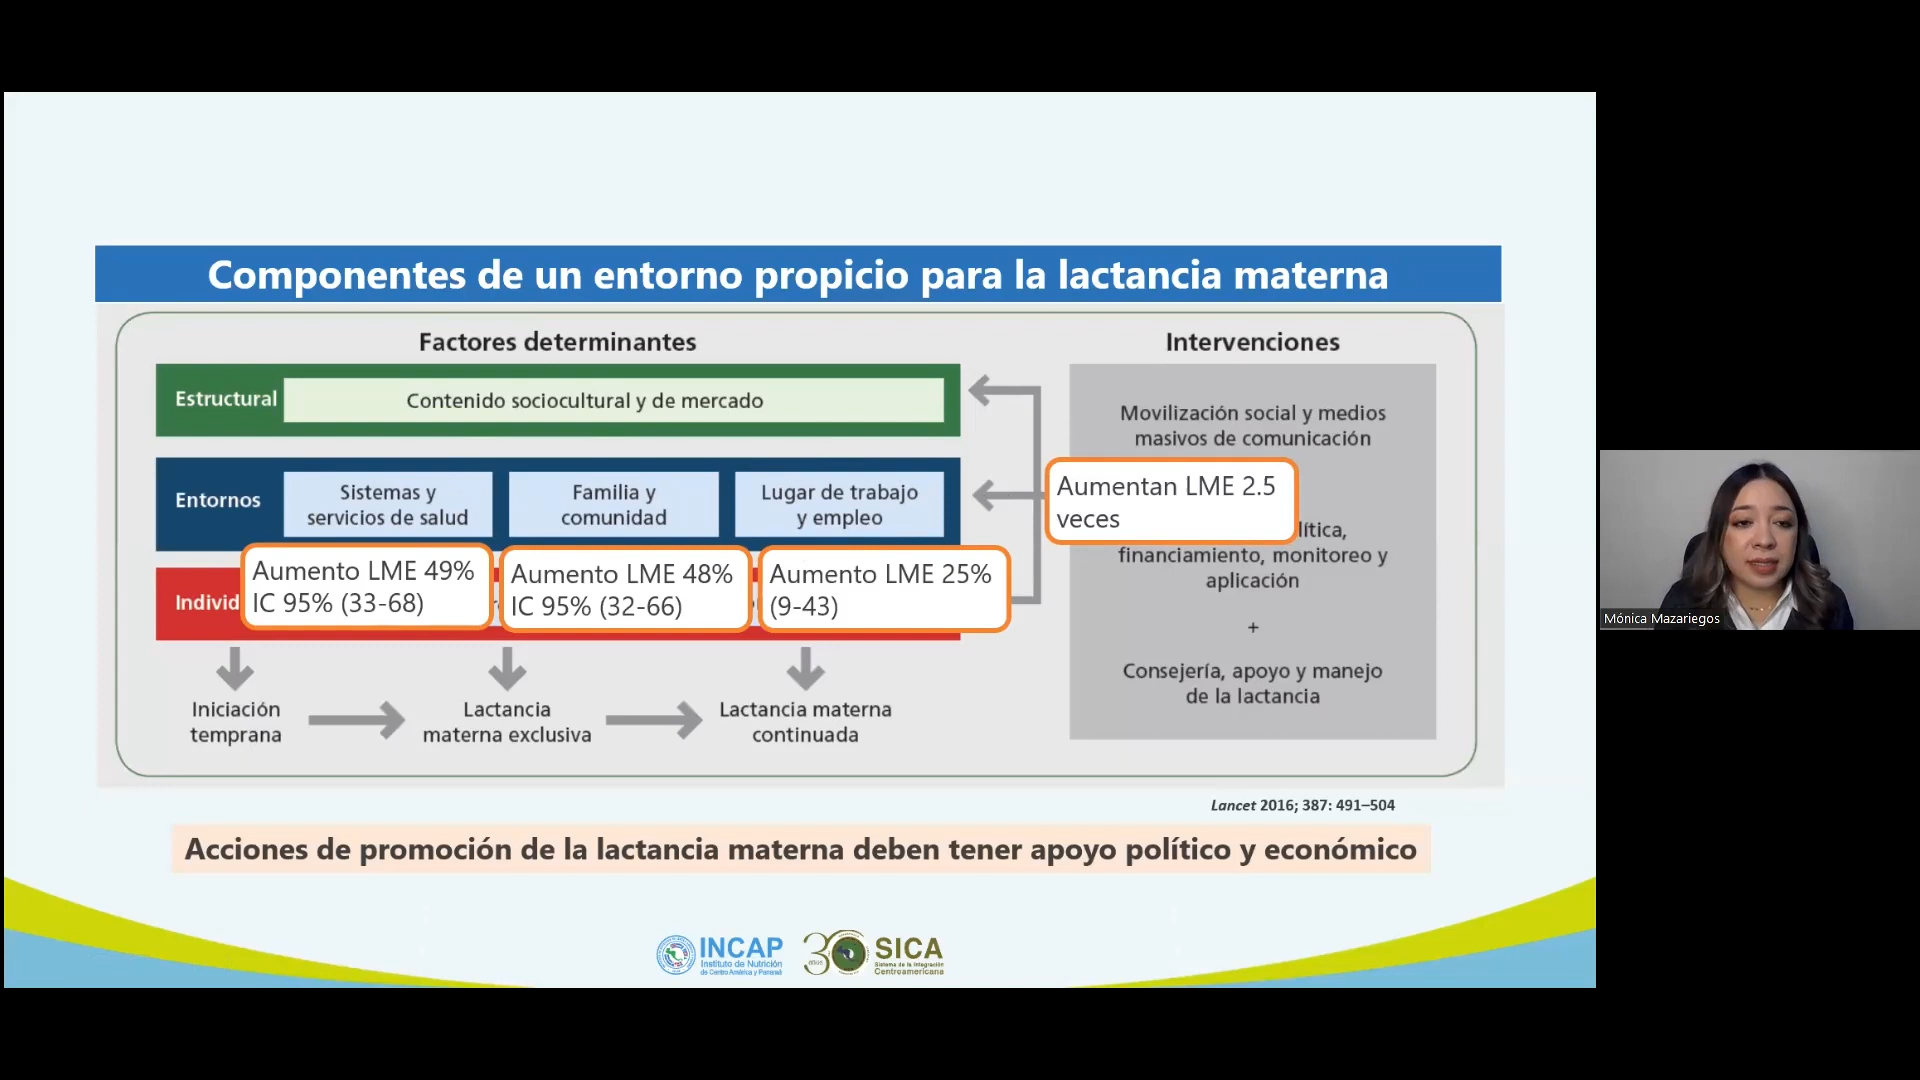 Componentes de un entorno propicio para la lactancia materna
Factores determinantes
Estructural
Contenido sociocultural y de mercado
Entornos
Sistemas y
servicios de salud
Familia y
comunidad
Lugar de trabajo
y empleo
Aumento LME 49%
IC 95% (33-68)
Aumento LME 48%
IC 95% (32-66)
Aumento LME 25%
(9-43)
Iniciación
temprana
Lactancia
materna exclusiva
Lactancia materna
continuada
Intervenciones
Movilización social y medios
masivos de comunicación
Aumentan LME 2.5
veces
financiamiento, monitoreo y
aplicación
+
Consejería, apoyo y manejo
de la lactancia
Lancet 2016; 387: 491–504
Acciones de promoción de la lactancia materna deben tener apoyo político y económico
INCAP
Instituto de Nutrición
de Centro América y Panamá
30
años
SICA
Sistema de la Integración
Centroamericana
Mónica Mazariegos